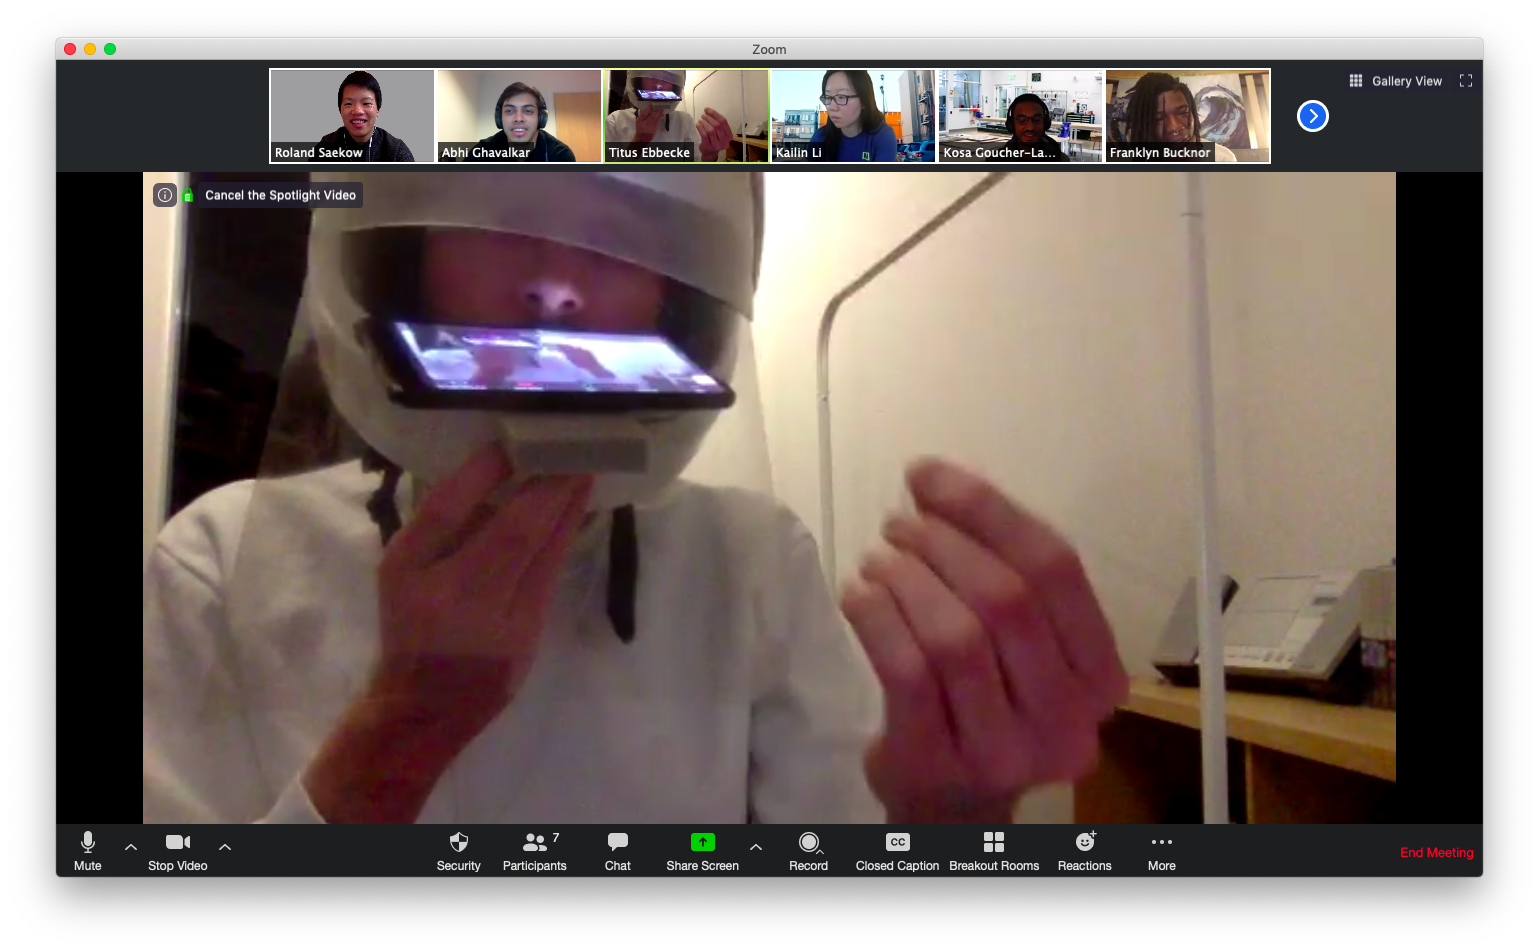 Zoom
Gallery View
Roland Saekow
Abhi Ghavalkar
Titus Ebbecke
Kailin Li
Kosa Goucher-La...
Franklyn Bucknor
Cancel the Spotlight Video
7
CC
Mute
Stop Video
Security
Participants
Chat
Share Screen
Record
Closed Caption
Breakout Rooms
Reactions
More
End Meeting